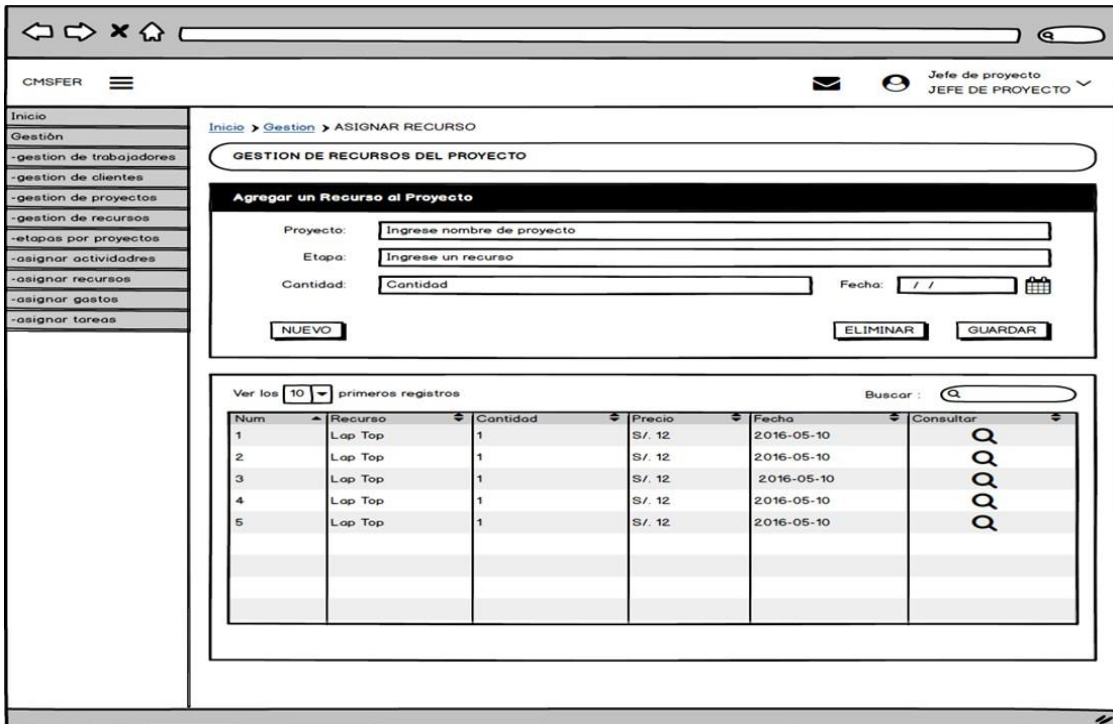 CMSFER
Jefe de proyecto
JEFE DE PROYECTO
Inicio
Gestión
-gestion de trabajadores
-gestion de clientes
-gestion de proyectos
-gestion de recursos
-etapas por proyectos
-asignar actividadres
-asignar recursos
-asignar gastos
-asignar tareas
Inicio > Gestion > ASIGNAR RECURSO
GESTION DE RECURSOS DEL PROYECTO
Agregar un Recurso al Proyecto
Proyecto: Ingrese nombre de proyecto
Etapa: Ingrese un recurso
Cantidad: Cantidad Fecha: / /
NUEVO ELIMINAR GUARDAR
Ver los 10 primeros registros Buscar :
Num Recurso Cantidad Precio Fecha Consultar
1 Lap Top 1 S/. 12 2016-05-10
2 Lap Top 1 S/. 12 2016-05-10
3 Lap Top 1 S/. 12 2016-05-10
4 Lap Top 1 S/. 12 2016-05-10
5 Lap Top 1 S/. 12 2016-05-10